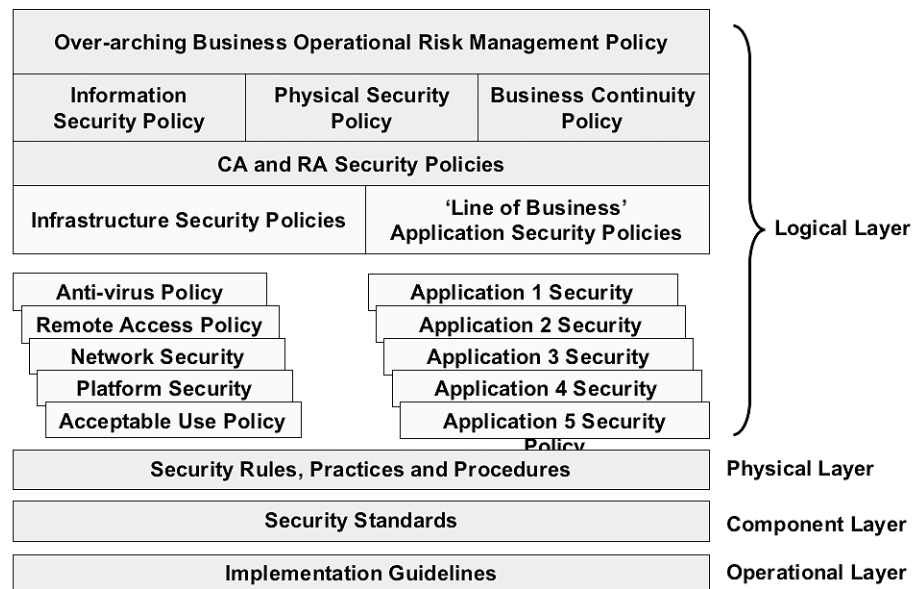 Over-arching Business Operational Risk Management Policy
Information
Security Policy
Physical Security
Policy
Business Continuity
Policy
CA and RA Security Policies
Infrastructure Security Policies
‘Line of Business’
Application Security Policies
Logical Layer
Anti-virus Policy
Remote Access Policy
Network Security
Platform Security
Acceptable Use Policy
Application 1 Security
Application 2 Security
Application 3 Security
Application 4 Security
Application 5 Security
Policy
Security Rules, Practices and Procedures
Physical Layer
Security Standards
Component Layer
Implementation Guidelines
Operational Layer